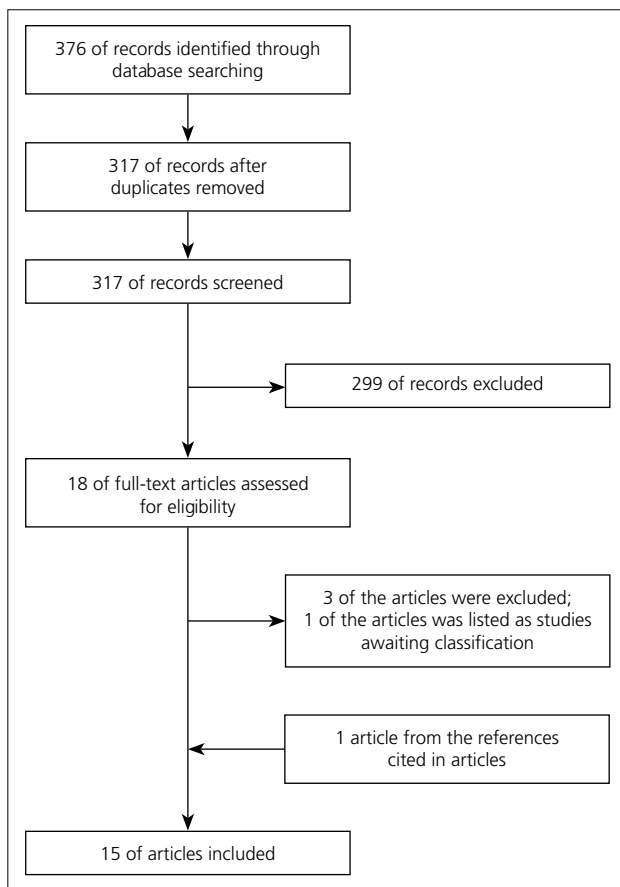 376 of records identified through
database searching
317 of records after
duplicates removed
317 of records screened
299 of records excluded
18 of full-text articles assessed
for eligibility
3 of the articles were excluded;
1 of the articles was listed as studies
awaiting classification
1 article from the references
cited in articles
15 of articles included